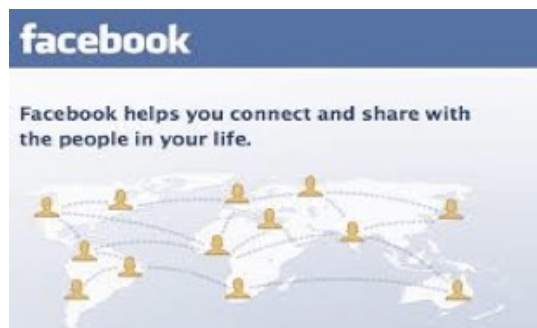 facebook
Facebook helps you connect and share with
the people in your life.